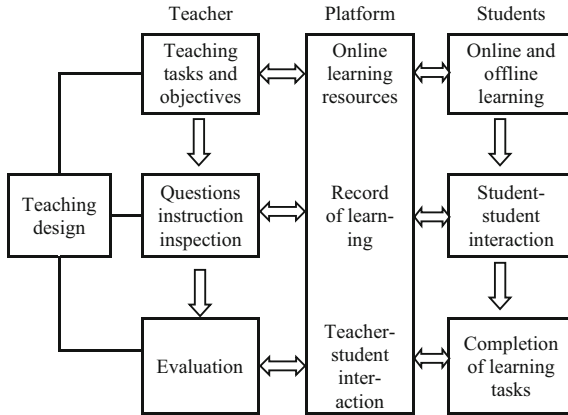 Teacher
Platform
Students
Teaching
tasks and
objectives
Online
learning
resources
Online and
offline
learning
Teaching
design
Questions
instruction
inspection
Record
of learn-
ing
Student-
student
interaction
Evaluation
Teacher-
student
inter-
action
Completion
of learning
tasks